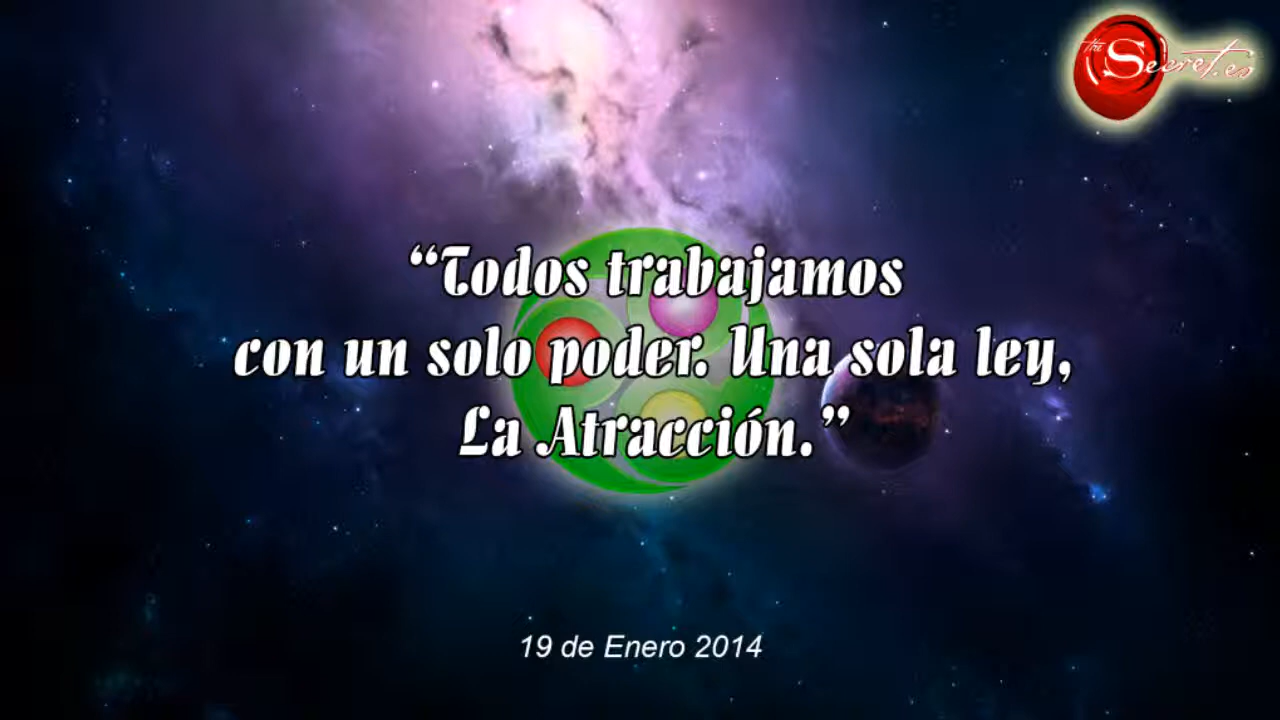 the Secret.es
“Todos trabajamos
con un solo poder. Una sola ley,
La Atracción.”
19 de Enero 2014